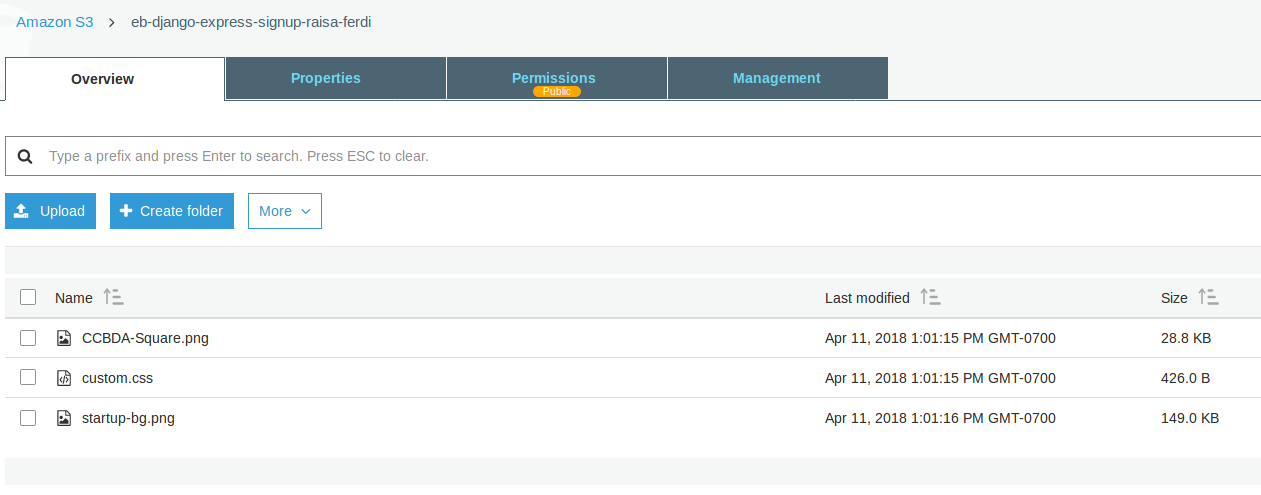 Amazon S3 > eb-django-express-signup-raisa-ferdi
Overview Properties Permissions Management
Public
Type a prefix and press Enter to search. Press ESC to clear.
Upload Create folder More
Name Last modified Size
CCBDA-Square.png Apr 11, 2018 1:01:15 PM GMT-0700 28.8 KB
custom.css Apr 11, 2018 1:01:15 PM GMT-0700 426.0 B
startup-bg.png Apr 11, 2018 1:01:16 PM GMT-0700 149.0 KB